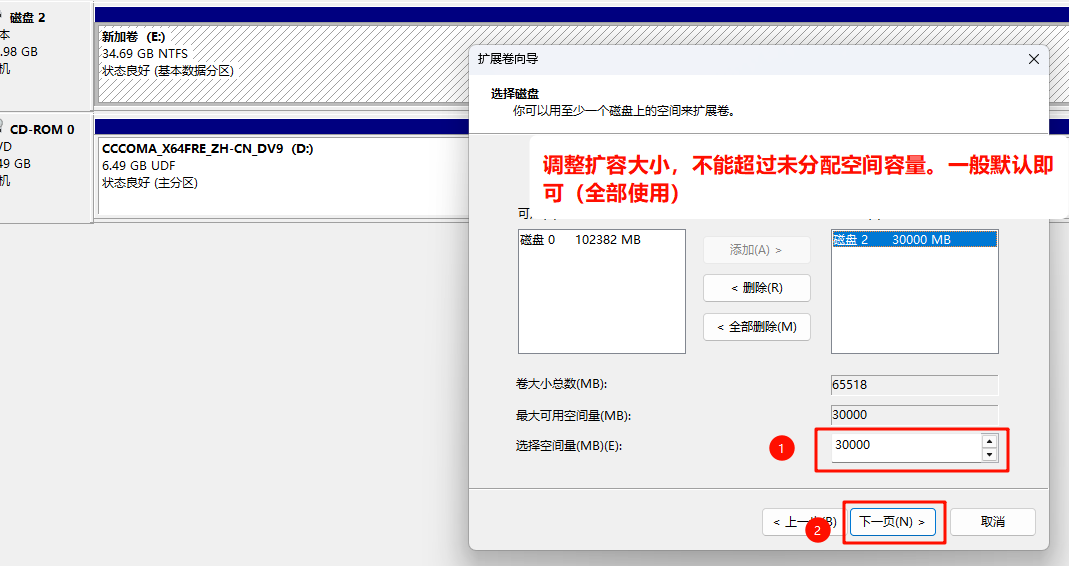 磁盘 2
本
.98 GB
机
新加卷 (E:)
34.69 GB NTFS
状态良好 (基本数据分区)
CD-ROM 0
VD
49 GB
机
CCCOMA_X64FRE_ZH-CN_DV9 (D:)
6.49 GB UDF
状态良好 (主分区)
扩展卷向导
选择磁盘
你可以用至少一个磁盘上的空间来扩展卷。
调整扩容大小，不能超过未分配空间容量。一般默认即
可（全部使用）
磁盘 0 102382 MB
添加(A) >
< 删除(R)
< 全部删除(M)
磁盘 2 30000 MB
卷大小总数(MB): 65518
最大可用空间量(MB): 30000
选择空间量(MB)(E): 30000
1
< 上一 B)
2
下一页(N) >
取消